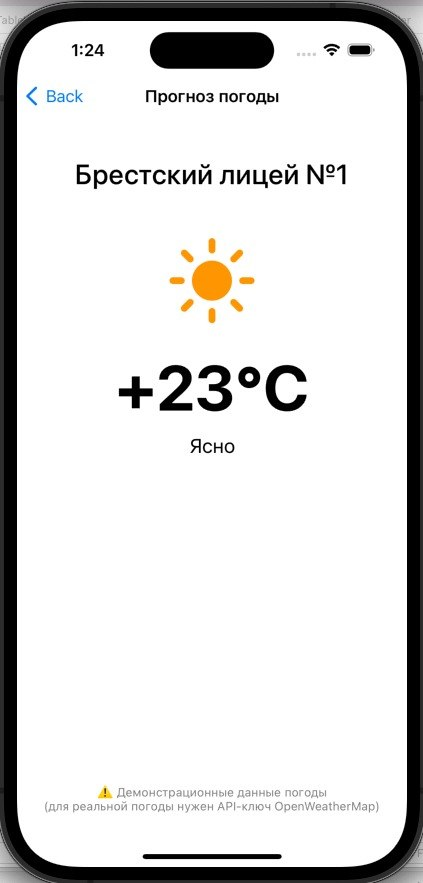 1:24
Back
Прогноз погоды
Брестский лицей №1
+23°C
Ясно
⚠️ Демонстрационные данные погоды
(для реальной погоды нужен API-ключ OpenWeatherMap)